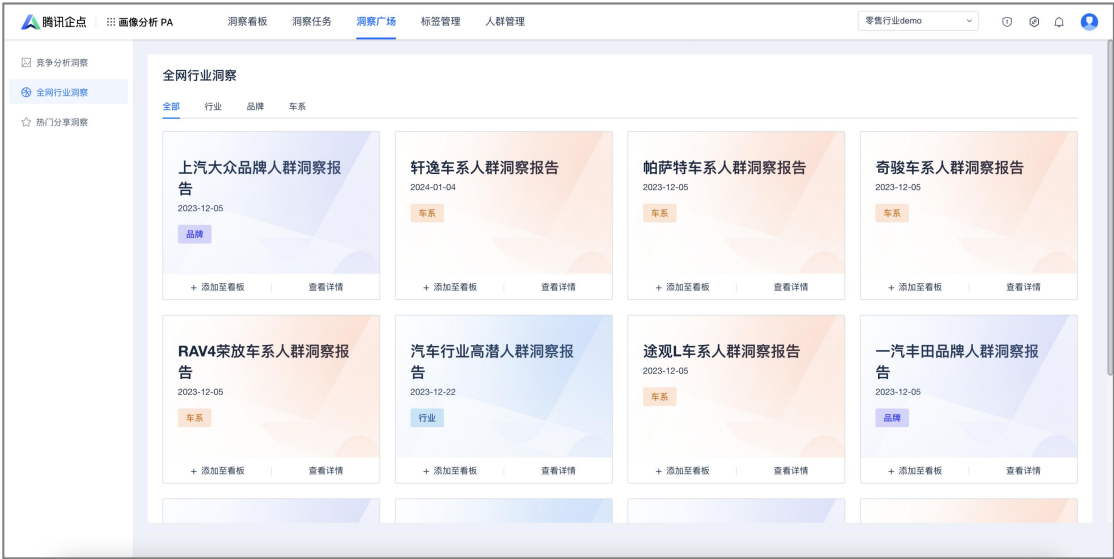 腾讯企点 画像分析 PA 洞察看板 洞察任务 洞察广场 标签管理 人群管理 零售行业demo
竞争分析洞察
全网行业洞察
热门分享洞察
全网行业洞察
全部 行业 品牌 车系
上汽大众品牌人群洞察报
告
2023-12-05
品牌
+ 添加至看板 查看详情
轩逸车系人群洞察报告
2024-01-04
车系
+ 添加至看板 查看详情
帕萨特车系人群洞察报告
2023-12-05
车系
+ 添加至看板 查看详情
奇骏车系人群洞察报告
2023-12-05
车系
+ 添加至看板 查看详情
RAV4荣放车系人群洞察报
告
2023-12-05
车系
+ 添加至看板 查看详情
汽车行业高潜人群洞察报
告
2023-12-22
行业
+ 添加至看板 查看详情
途观L车系人群洞察报告
2023-12-05
车系
+ 添加至看板 查看详情
一汽丰田品牌人群洞察报
告
2023-12-05
品牌
+ 添加至看板 查看详情